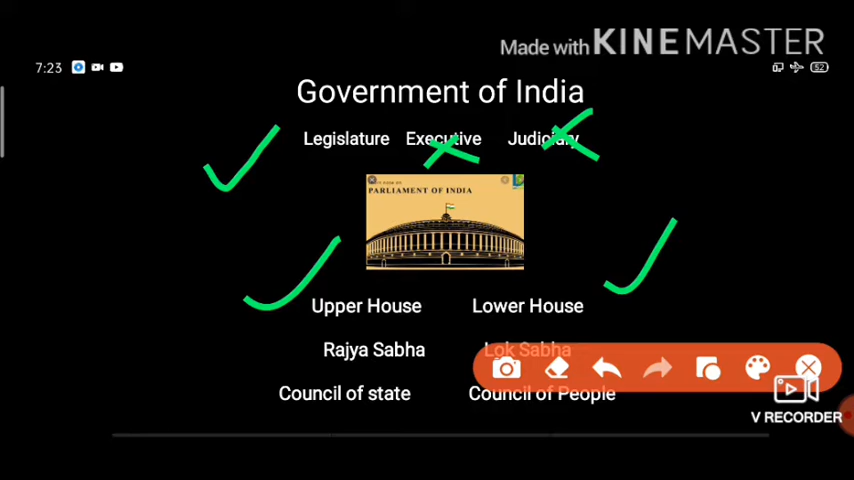 Made with KINEMASTER
7:23
52
Government of India
Legislature Executive Judiciary
PARLIAMENT OF INDIA
Upper House Lower House
Rajya Sabha Lok Sabha
Council of state Council of People
V RECORDER